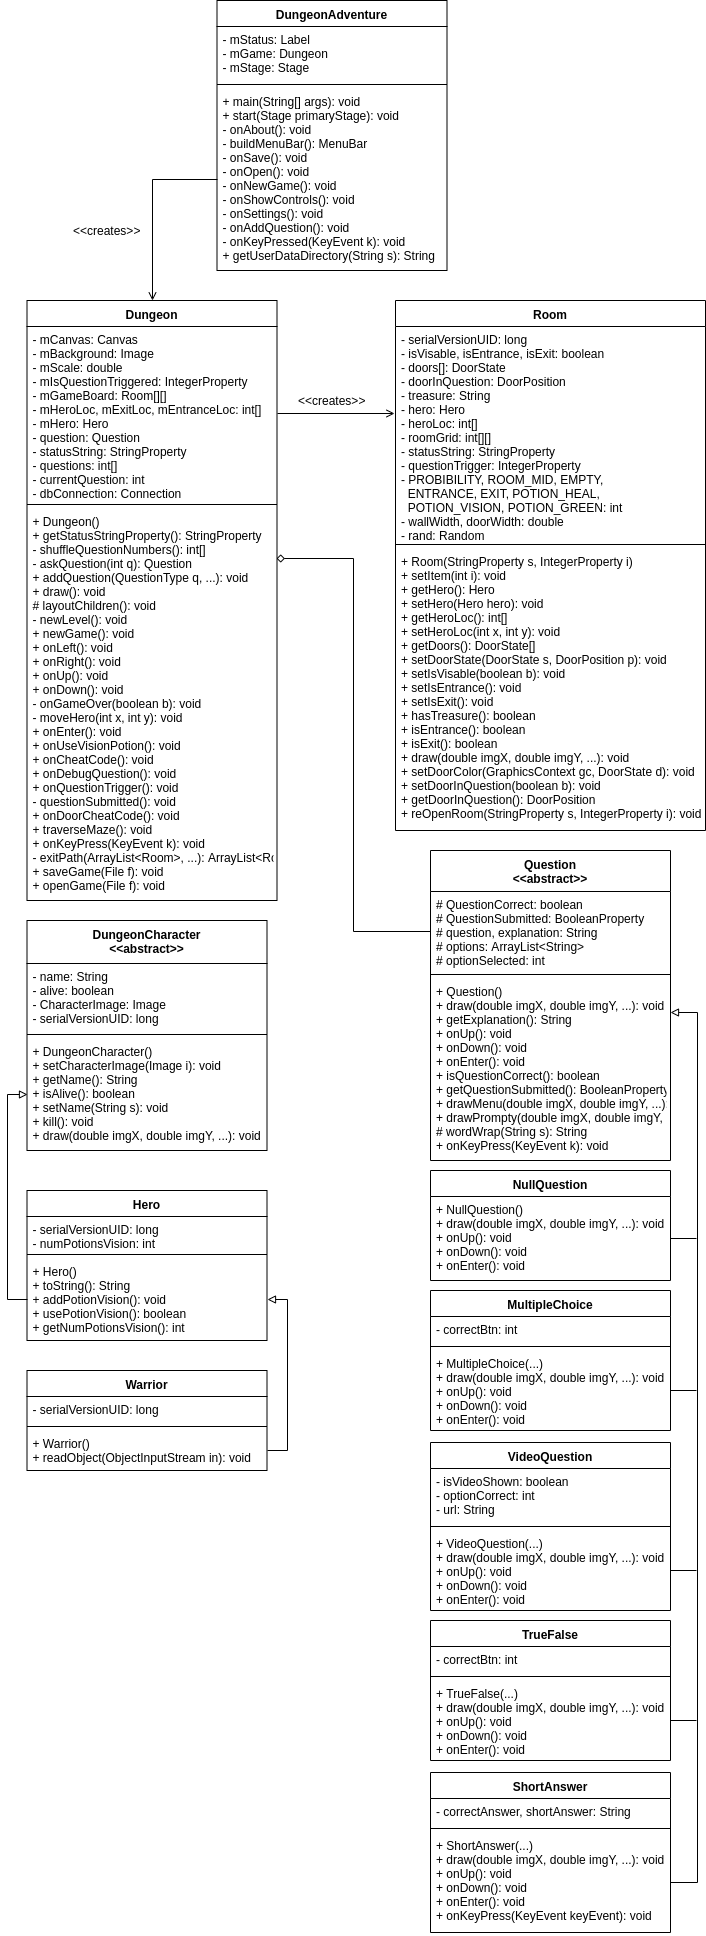 DungeonAdventure
- mStatus: Label
- mGame: Dungeon
- mStage: Stage
+ main(String[] args): void
+ start(Stage primaryStage): void
- onAbout(): void
- buildMenuBar(): MenuBar
- onSave(): void
- onOpen(): void
- onNewGame(): void
- onShowControls(): void
- onSettings(): void
- onAddQuestion(): void
- onKeyPressed(KeyEvent k): void
+ getUserDataDirectory(String s): String
<<creates>>
Dungeon
- mCanvas: Canvas
- mBackground: Image
- mScale: double
- mIsQuestionTriggered: IntegerProperty
- mGameBoard: Room[][]
- mHeroLoc, mExitLoc, mEntranceLoc: int[]
- mHero: Hero
- question: Question
- statusString: StringProperty
- questions: int[]
- currentQuestion: int
- dbConnection: Connection
+ Dungeon()
+ getStatusStringProperty(): StringProperty
- shuffleQuestionNumbers(): int[]
- askQuestion(int q): Question
+ addQuestion(QuestionType q, ...): void
+ draw(): void
# layoutChildren(): void
- newLevel(): void
+ newGame(): void
+ onLeft(): void
+ onRight(): void
+ onUp(): void
+ onDown(): void
- onGameOver(boolean b): void
- moveHero(int x, int y): void
+ onEnter(): void
+ onUseVisionPotion(): void
+ onCheatCode(): void
+ onDebugQuestion(): void
+ onQuestionTrigger(): void
- questionSubmitted(): void
+ onDoorCheatCode(): void
+ traverseMaze(): void
+ onKeyPress(KeyEvent k): void
- exitPath(ArrayList<Room>, ...): ArrayList<Ro
+ saveGame(File f): void
+ openGame(File f): void
<<creates>>
Room
- serialVersionUID: long
- isVisable, isEntrance, isExit: boolean
- doors[]: DoorState
- doorInQuestion: DoorPosition
- treasure: String
- hero: Hero
- heroLoc: int[]
- roomGrid: int[][]
- statusString: StringProperty
- questionTrigger: IntegerProperty
- PROBIBILITY, ROOM_MID, EMPTY,
ENTRANCE, EXIT, POTION_HEAL,
POTION_VISION, POTION_GREEN: int
- wallWidth, doorWidth: double
- rand: Random
+ Room(StringProperty s, IntegerProperty i)
+ setItem(int i): void
+ getHero(): Hero
+ setHero(Hero hero): void
+ getHeroLoc(): int[]
+ setHeroLoc(int x, int y): void
+ getDoors(): DoorState[]
+ setDoorState(DoorState s, DoorPosition p): void
+ setIsVisable(boolean b): void
+ setIsEntrance(): void
+ setIsExit(): void
+ hasTreasure(): boolean
+ isEntrance(): boolean
+ isExit(): boolean
+ draw(double imgX, double imgY, ...): void
+ setDoorColor(GraphicsContext gc, DoorState d): void
+ setDoorInQuestion(boolean b): void
+ getDoorInQuestion(): DoorPosition
+ reOpenRoom(StringProperty s, IntegerProperty i): void
Question
<<abstract>>
# QuestionCorrect: boolean
# QuestionSubmitted: BooleanProperty
# question, explanation: String
# options: ArrayList<String>
# optionSelected: int
+ Question()
+ draw(double imgX, double imgY, ...): void
+ getExplanation(): String
+ onUp(): void
+ onDown(): void
+ onEnter(): void
+ isQuestionCorrect(): boolean
+ getQuestionSubmitted(): BooleanProperty
+ drawMenu(double imgX, double imgY, ...)
+ drawPrompty(double imgX, double imgY,
# wordWrap(String s): String
+ onKeyPress(KeyEvent k): void
DungeonCharacter
<<abstract>>
- name: String
- alive: boolean
- CharacterImage: Image
- serialVersionUID: long
+ DungeonCharacter()
+ setCharacterImage(Image i): void
+ getName(): String
+ isAlive(): boolean
+ setName(String s): void
+ kill(): void
+ draw(double imgX, double imgY, ...): void
Hero
- serialVersionUID: long
- numPotionsVision: int
+ Hero()
+ toString(): String
+ addPotionVision(): void
+ usePotionVision(): boolean
+ getNumPotionsVision(): int
Warrior
- serialVersionUID: long
+ Warrior()
+ readObject(ObjectInputStream in): void
NullQuestion
+ NullQuestion()
+ draw(double imgX, double imgY, ...): void
+ onUp(): void
+ onDown(): void
+ onEnter(): void
MultipleChoice
- correctBtn: int
+ MultipleChoice(...)
+ draw(double imgX, double imgY, ...): void
+ onUp(): void
+ onDown(): void
+ onEnter(): void
VideoQuestion
- isVideoShown: boolean
- optionCorrect: int
- url: String
+ VideoQuestion(...)
+ draw(double imgX, double imgY, ...): void
+ onUp(): void
+ onDown(): void
+ onEnter(): void
TrueFalse
- correctBtn: int
+ TrueFalse(...)
+ draw(double imgX, double imgY, ...): void
+ onUp(): void
+ onDown(): void
+ onEnter(): void
ShortAnswer
- correctAnswer, shortAnswer: String
+ ShortAnswer(...)
+ draw(double imgX, double imgY, ...): void
+ onUp(): void
+ onDown(): void
+ onEnter(): void
+ onKeyPress(KeyEvent keyEvent): void